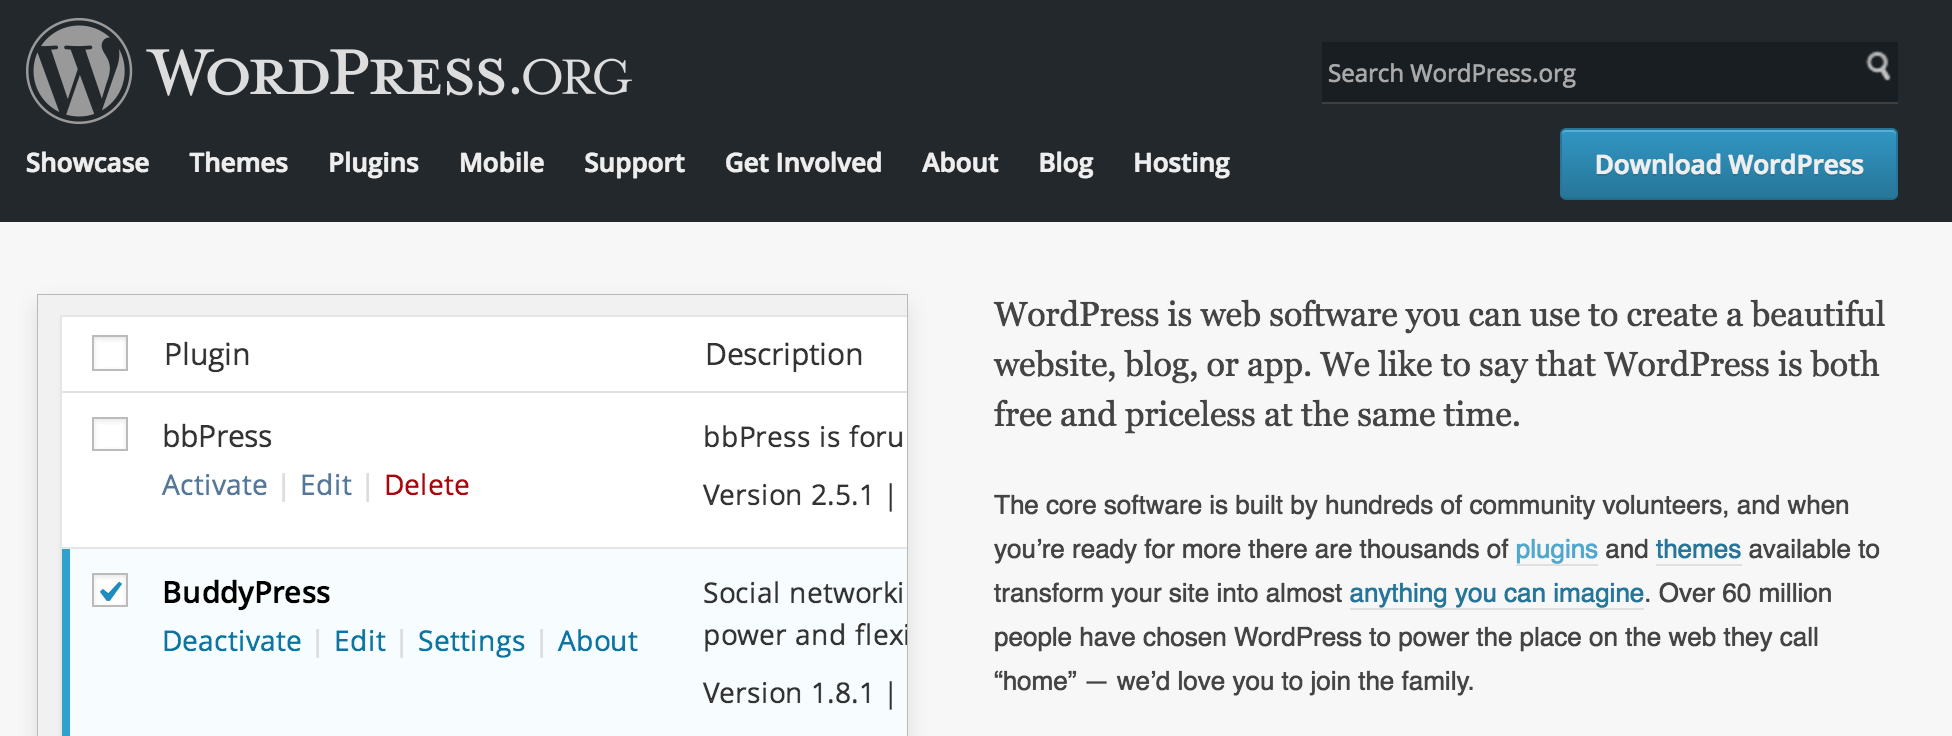 WORDPRESS.ORG
Search WordPress.org
Showcase Themes Plugins Mobile Support Get Involved About Blog Hosting
Download WordPress
Plugin Description
bbPress bbPress is foru
Activate | Edit | Delete
Version 2.5.1 |
BuddyPress Social networki
Deactivate | Edit | Settings | About power and flexi
Version 1.8.1 |
WordPress is web software you can use to create a beautiful
website, blog, or app. We like to say that WordPress is both
free and priceless at the same time.
The core software is built by hundreds of community volunteers, and when
you’re ready for more there are thousands of plugins and themes available to
transform your site into almost anything you can imagine. Over 60 million
people have chosen WordPress to power the place on the web they call
“home” — we’d love you to join the family.